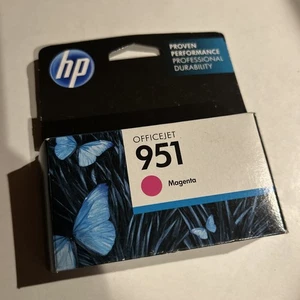 hp
PROVEN
PERFORMANCE
PROFESSIONAL
DURABILITY
OFFICEJET
951
Magenta